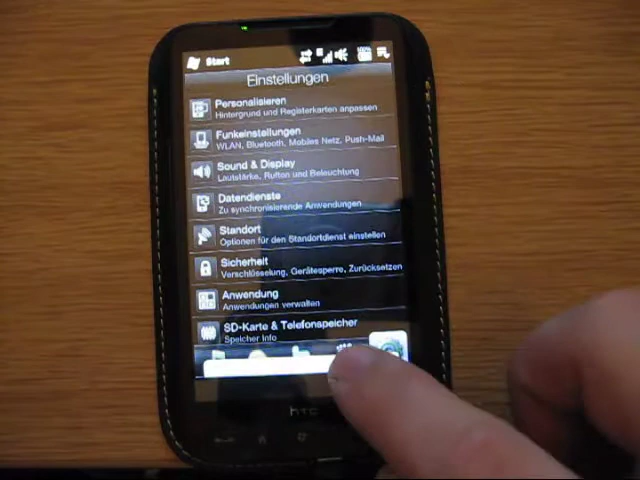 Start
100%
Einstellungen
Personalisieren
Hintergrund und Registerkarten anpassen
Funkeinstellungen
WLAN, Bluetooth, Mobiles Netz, Push-Mail
Sound & Display
Lautstärke, Rufton und Beleuchtung
Datendienste
Zu synchronisierende Anwendungen
Standort
Optionen für den Standortdienst einstellen
Sicherheit
Verschlüsselung, Gerätesperre, Zurücksetzen
Anwendung
Anwendungen verwalten
SD-Karte & Telefonspeicher
Speicher Info
hTC